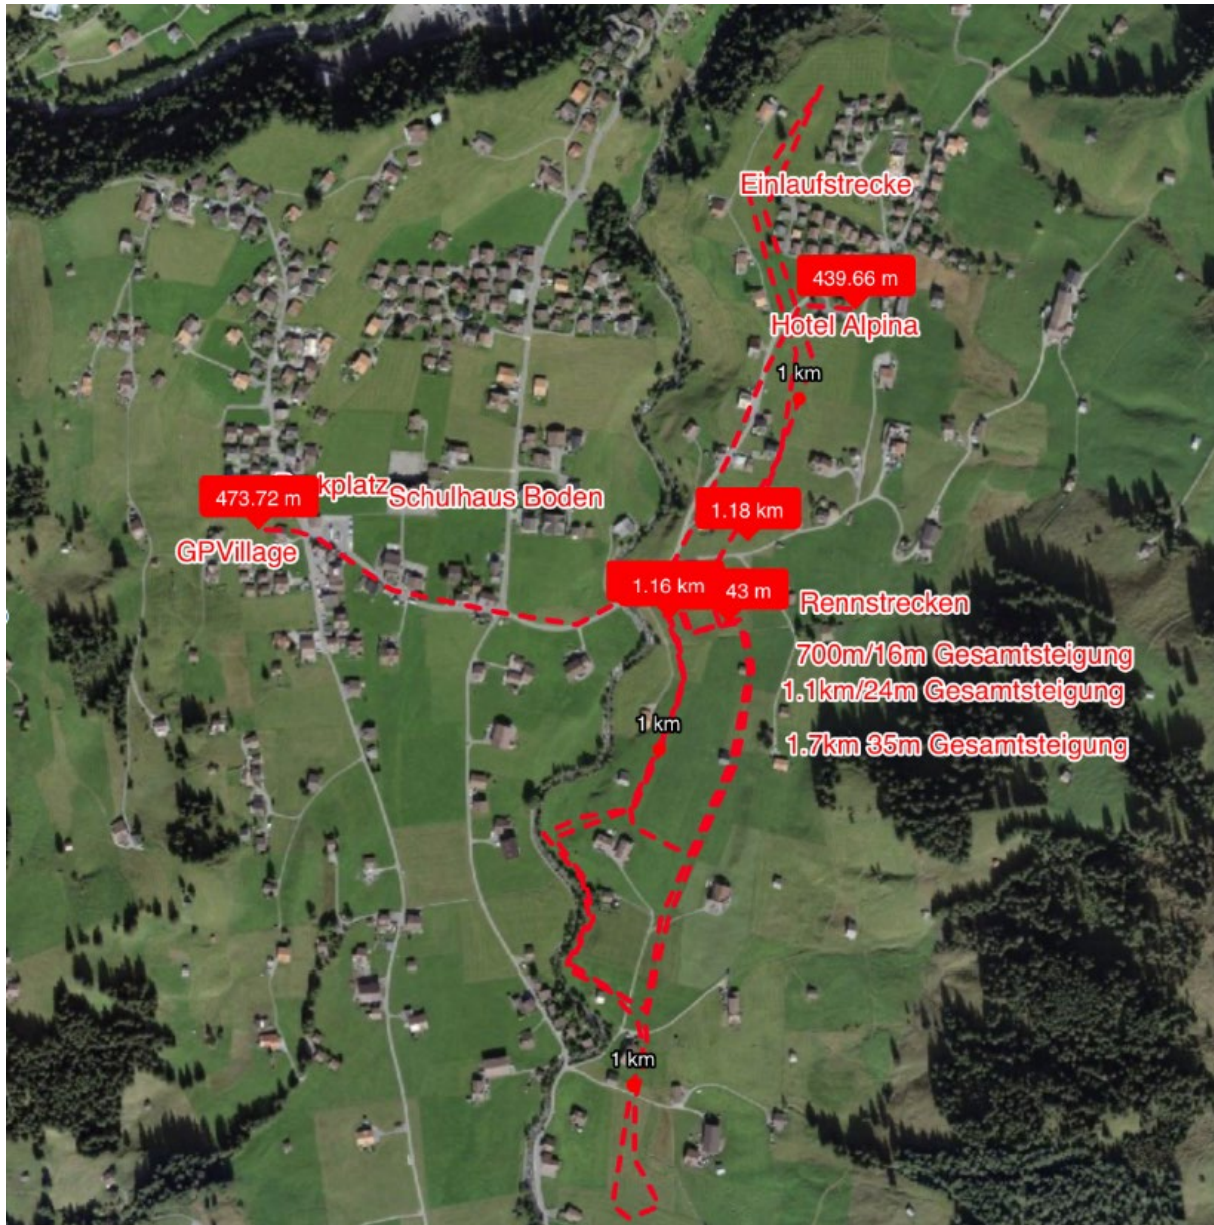 Einlaufstrecke
439.66 m
Hotel Alpina
1 km
473.72 m
kplatz
Schulhaus Boden
1.18 km
GPVillage
1.16 km
43 m
Rennstrecken
700m/16m Gesamtsteigung
1.1km/24m Gesamtsteigung
1 km
1.7km 35m Gesamtsteigung
1 km